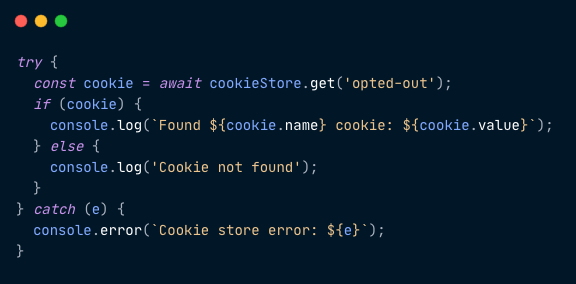 try {
  const cookie = await cookieStore.get('opted-out');
  if (cookie) {
    console.log(`Found ${cookie.name} cookie: ${cookie.value}`);
  } else {
    console.log('Cookie not found');
  }
} catch (e) {
  console.error(`Cookie store error: ${e}`);
}